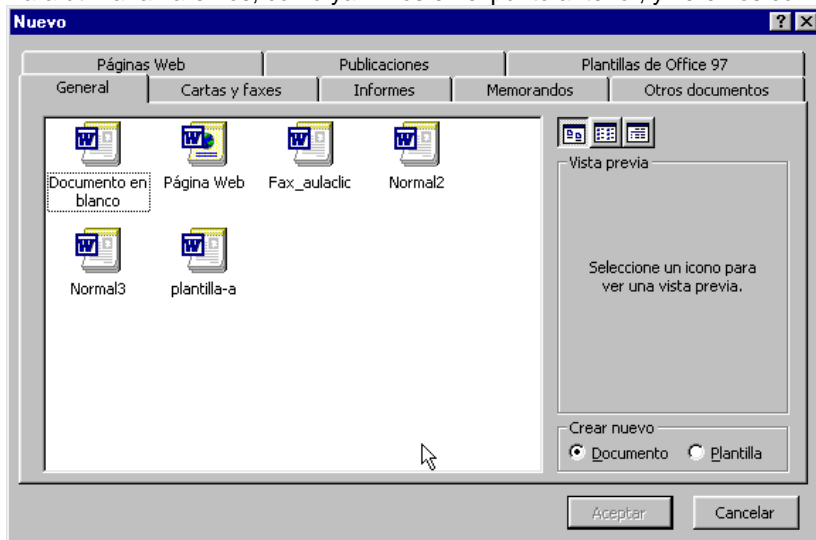 Nuevo
Páginas Web
Publicaciones
Plantillas de Office 97
General
Cartas y faxes
Informes
Memorandos
Otros documentos
Documento en
blanco
Página Web
Fax_aulaclic
Normal2
Normal3
plantilla-a
Vista previa
Seleccione un icono para
ver una vista previa.
Crear nuevo
Documento
Plantilla
Aceptar
Cancelar